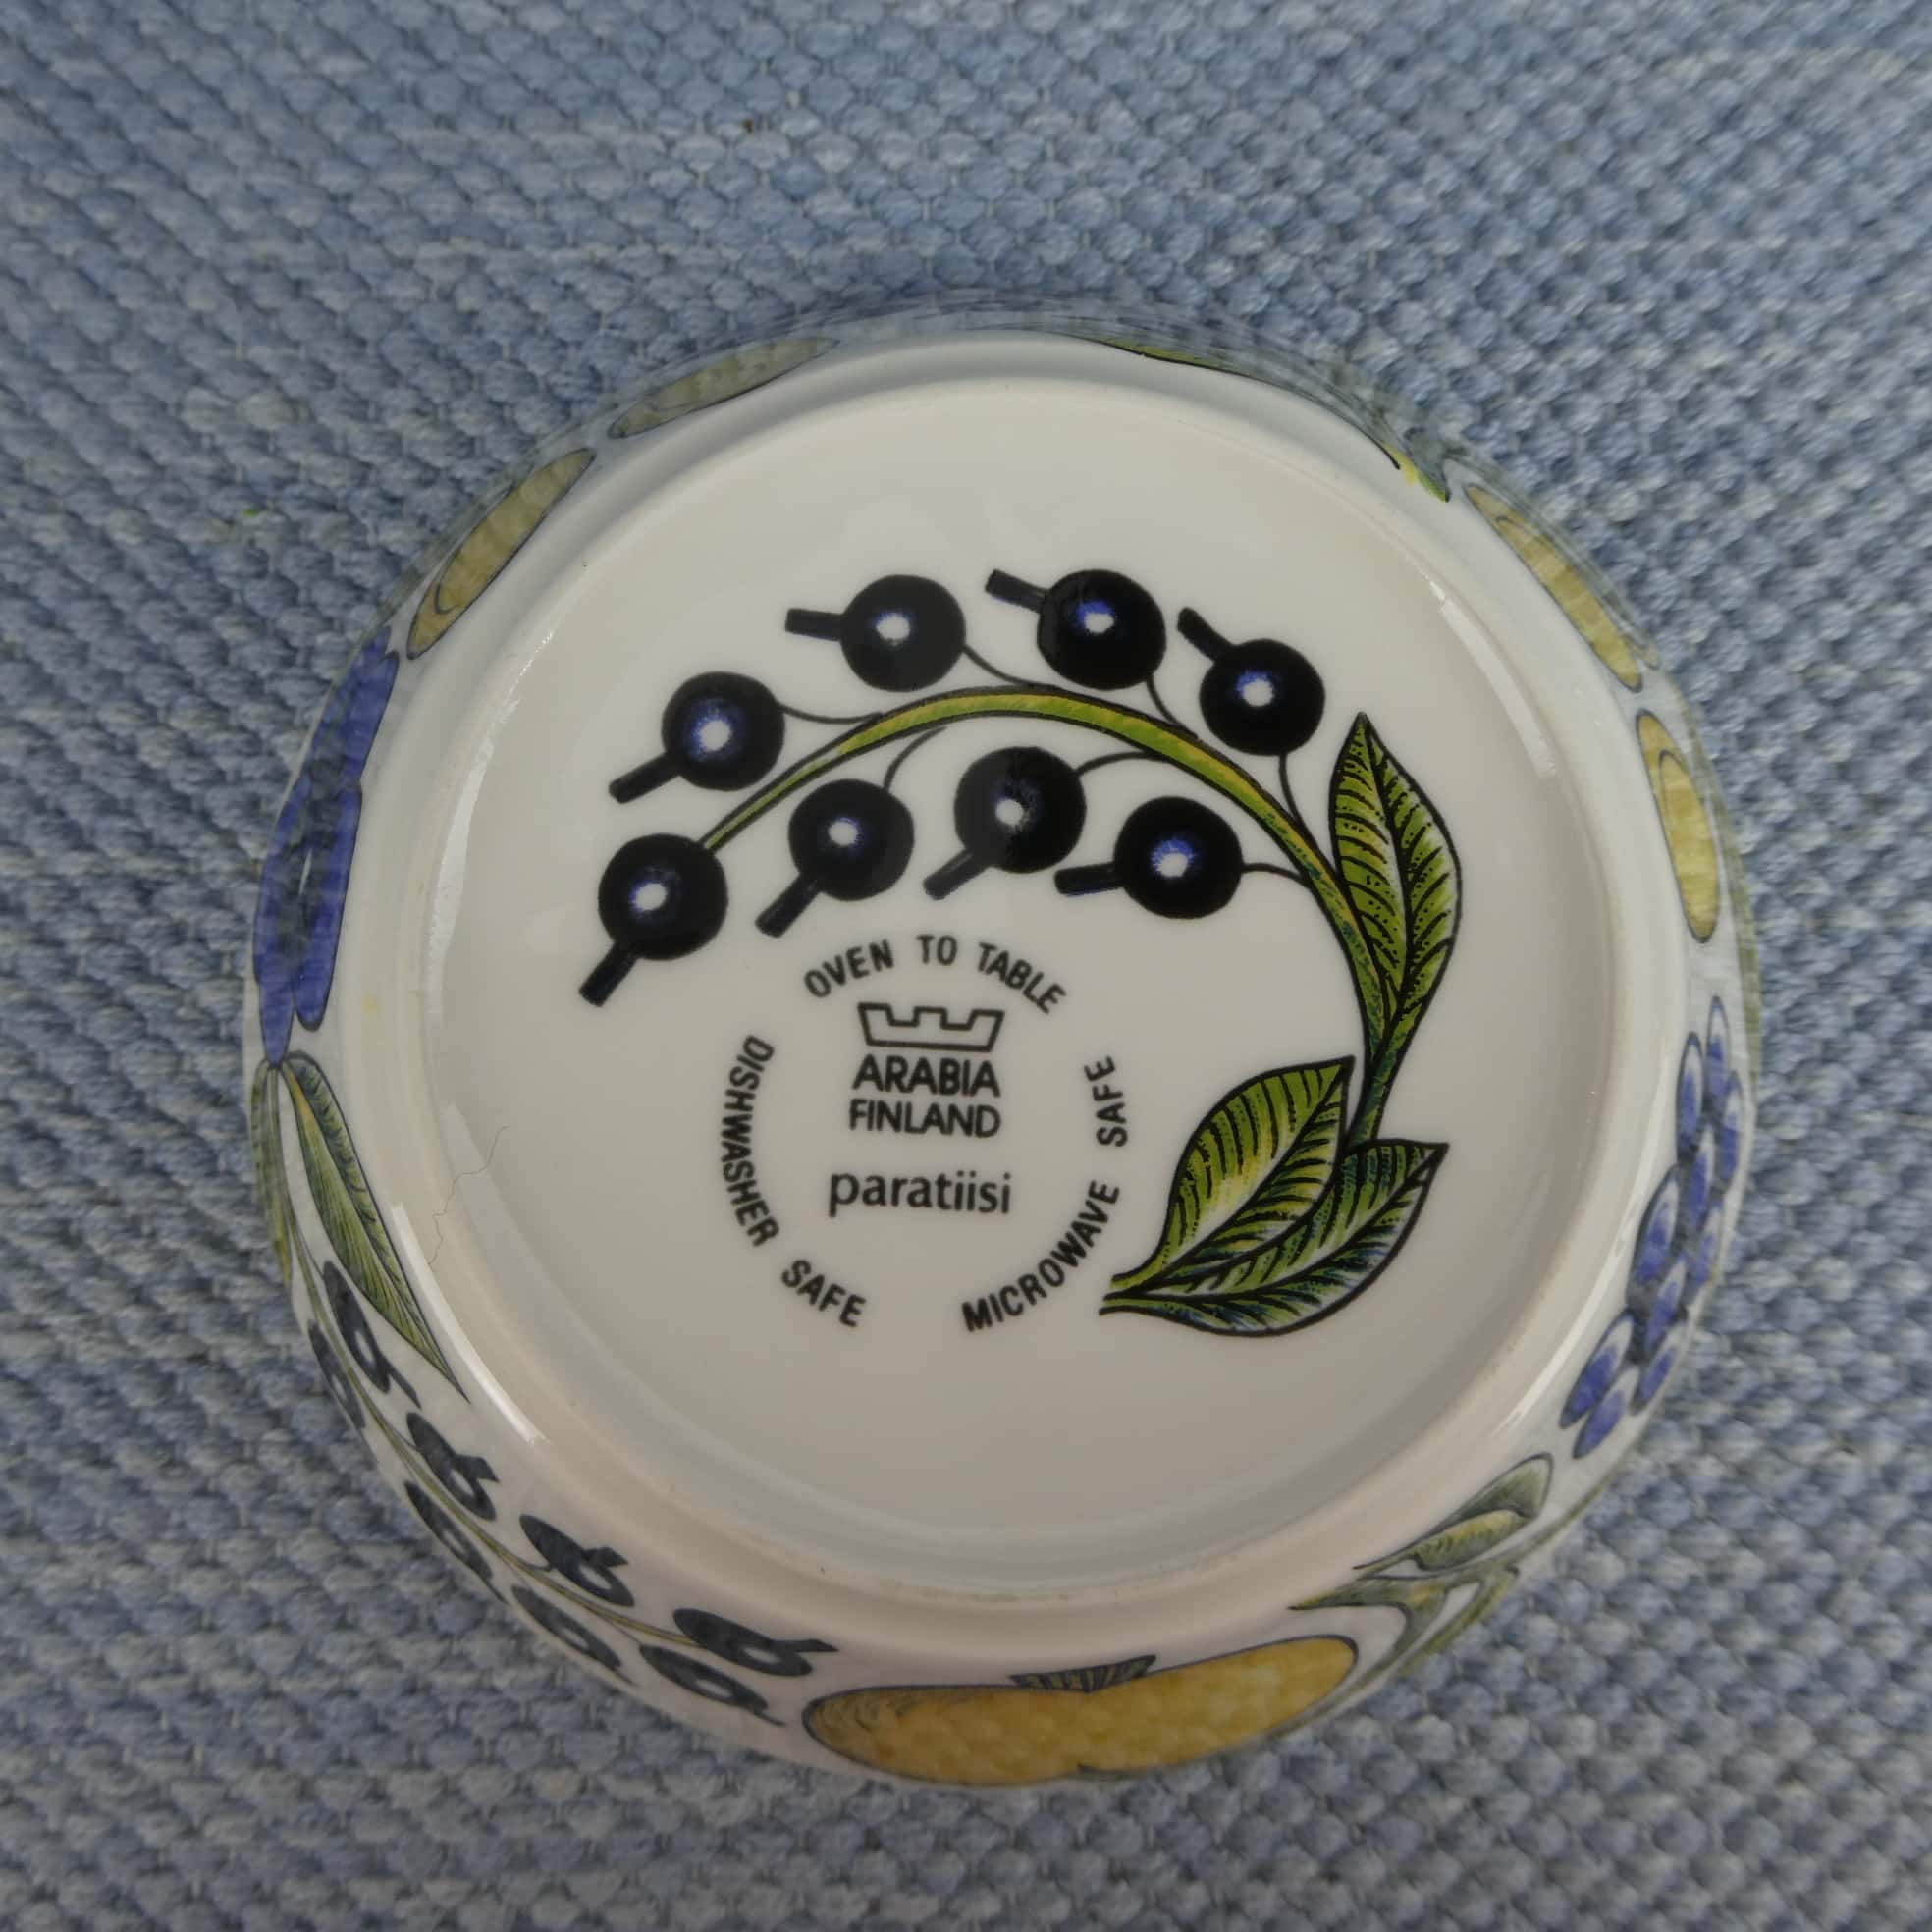 OVEN TO TABLE
ARABIA
FINLAND
paratiisi
DISHWASHER SAFE
MICROWAVE SAFE